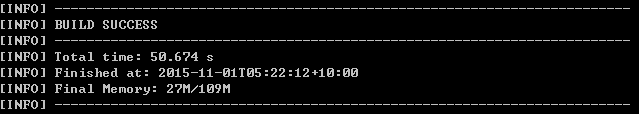 [INFO] ------------------------------------------------------------------------
[INFO] BUILD SUCCESS
[INFO] ------------------------------------------------------------------------
[INFO] Total time: 50.674 s
[INFO] Finished at: 2015-11-01T05:22:12+10:00
[INFO] Final Memory: 27M/109M
[INFO] ------------------------------------------------------------------------